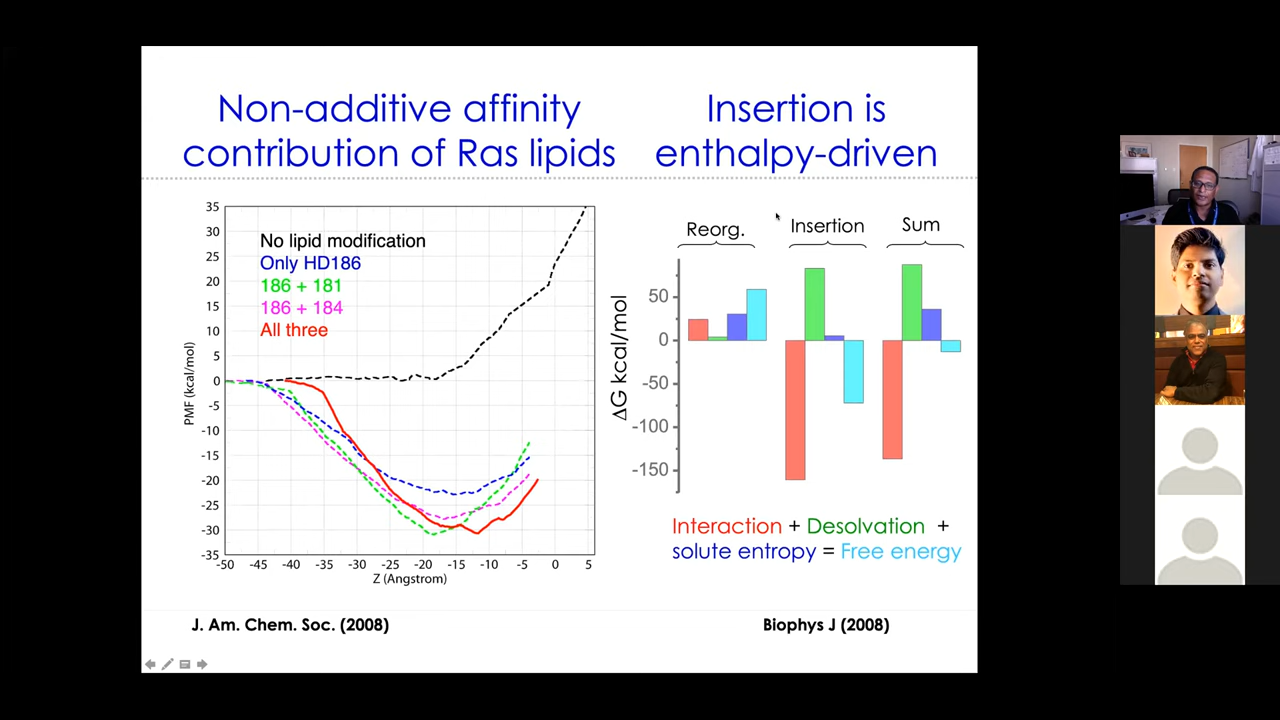 Non-additive affinity
contribution of Ras lipids
Insertion is
enthalpy-driven
35
30
25
20
15
10
5
0
-5
-10
-15
-20
-25
-30
-35
PMF (kcal/mol)
No lipid modification
Only HD186
186 + 181
186 + 184
All three
-50 -45 -40 -35 -30 -25 -20 -15 -10 -5 0 5
Z (Angstrom)
Reorg. Insertion Sum
50
0
-50
-100
-150
ΔG kcal/mol
Interaction + Desolvation +
solute entropy = Free energy
J. Am. Chem. Soc. (2008)
Biophys J (2008)